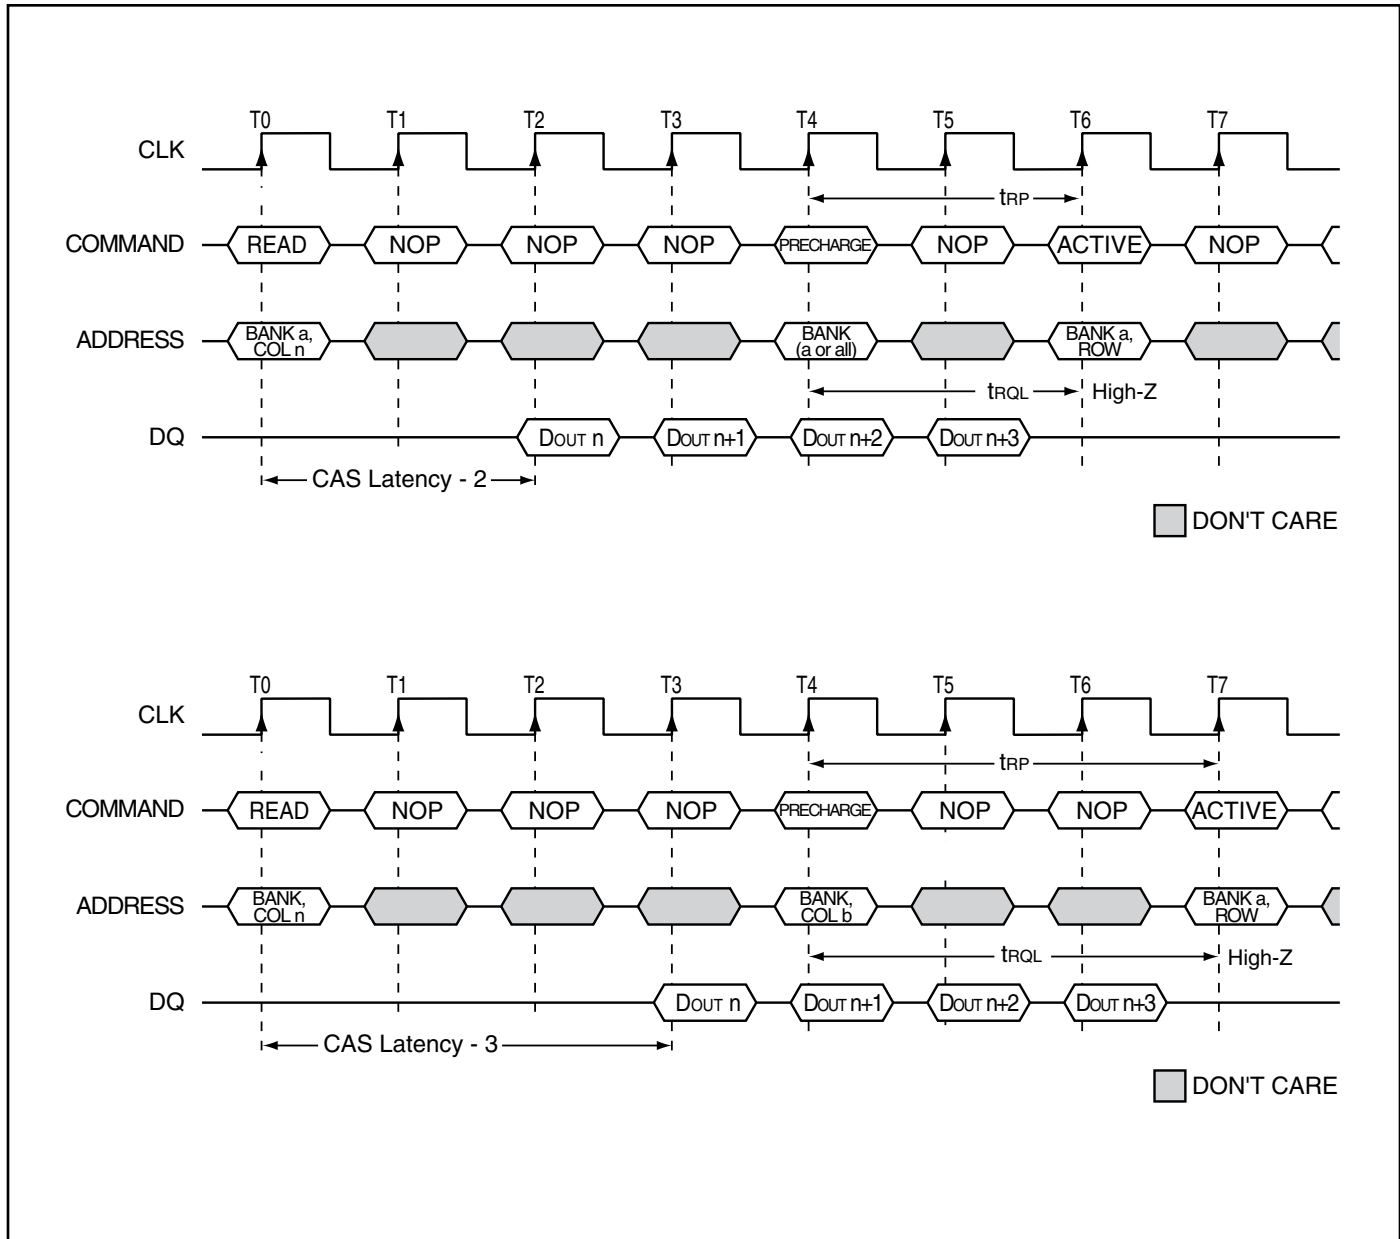 T0 T1 T2 T3 T4 T5 T6 T7
CLK
tRP
COMMAND READ NOP NOP NOP PRECHARGE NOP ACTIVE NOP
ADDRESS BANK a, COL n BANK (a or all) BANK a, ROW
tRQL High-Z
DQ DOUT n DOUT n+1 DOUT n+2 DOUT n+3
CAS Latency - 2
DON'T CARE
T0 T1 T2 T3 T4 T5 T6 T7
CLK
tRP
COMMAND READ NOP NOP NOP PRECHARGE NOP NOP ACTIVE
ADDRESS BANK, COL n BANK, COL b BANK a, ROW
tRQL High-Z
DQ DOUT n DOUT n+1 DOUT n+2 DOUT n+3
CAS Latency - 3
DON'T CARE